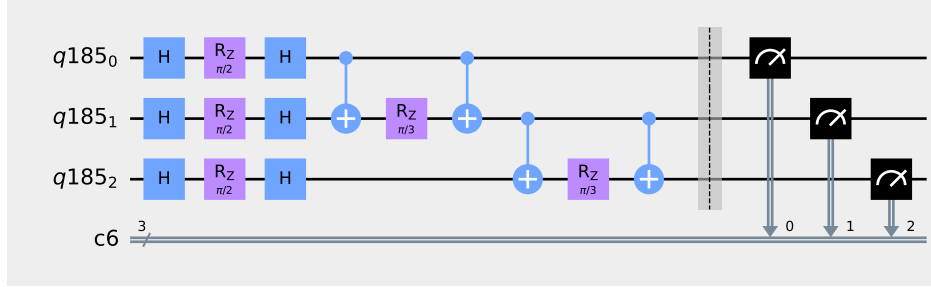 q185₀ H R_Z π/2 H 
q185₁ H R_Z π/2 H R_Z π/3
q185₂ H R_Z π/2 H R_Z π/3
c6 3 0 1 2